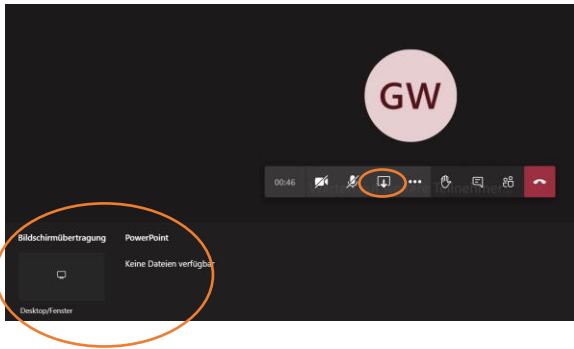 GW
00:46
Bildschirmübertragung PowerPoint
Keine Dateien verfügbar
Desktop/Fenster